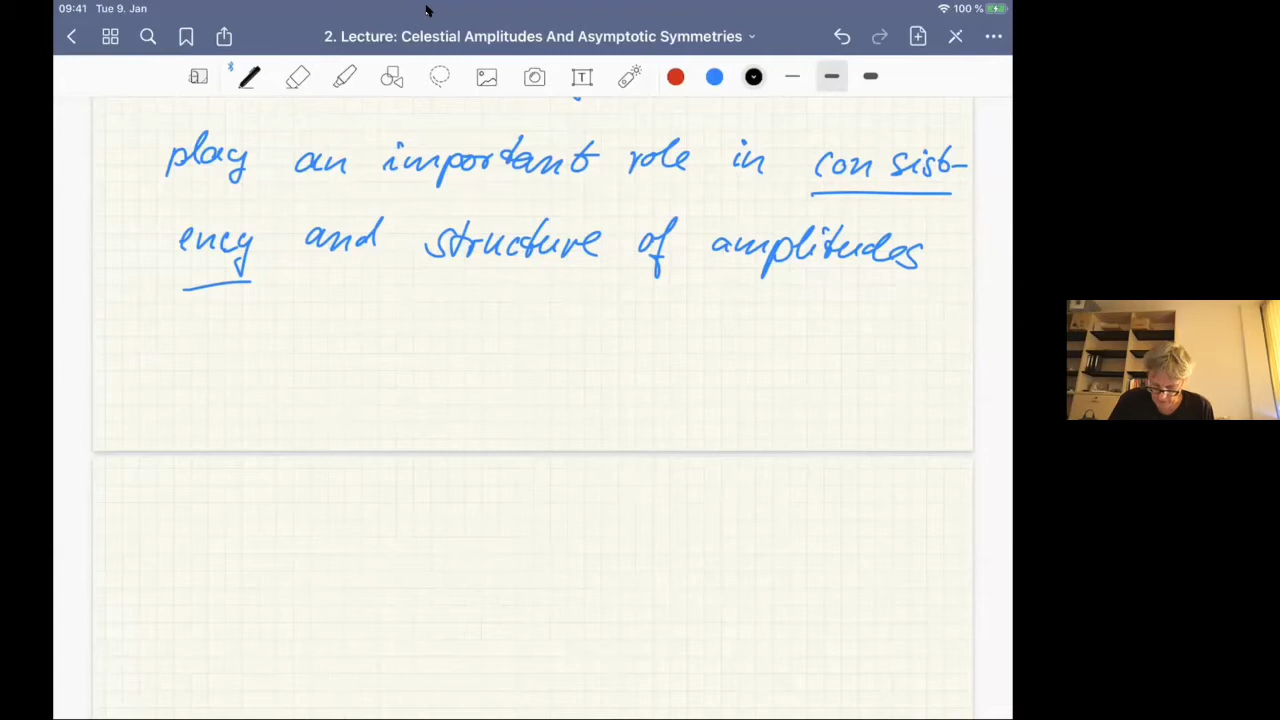 09:41 Tue 9. Jan
100 %
2. Lecture: Celestial Amplitudes And Asymptotic Symmetries
T
play an important role in consist-
ency and structure of amplitudes